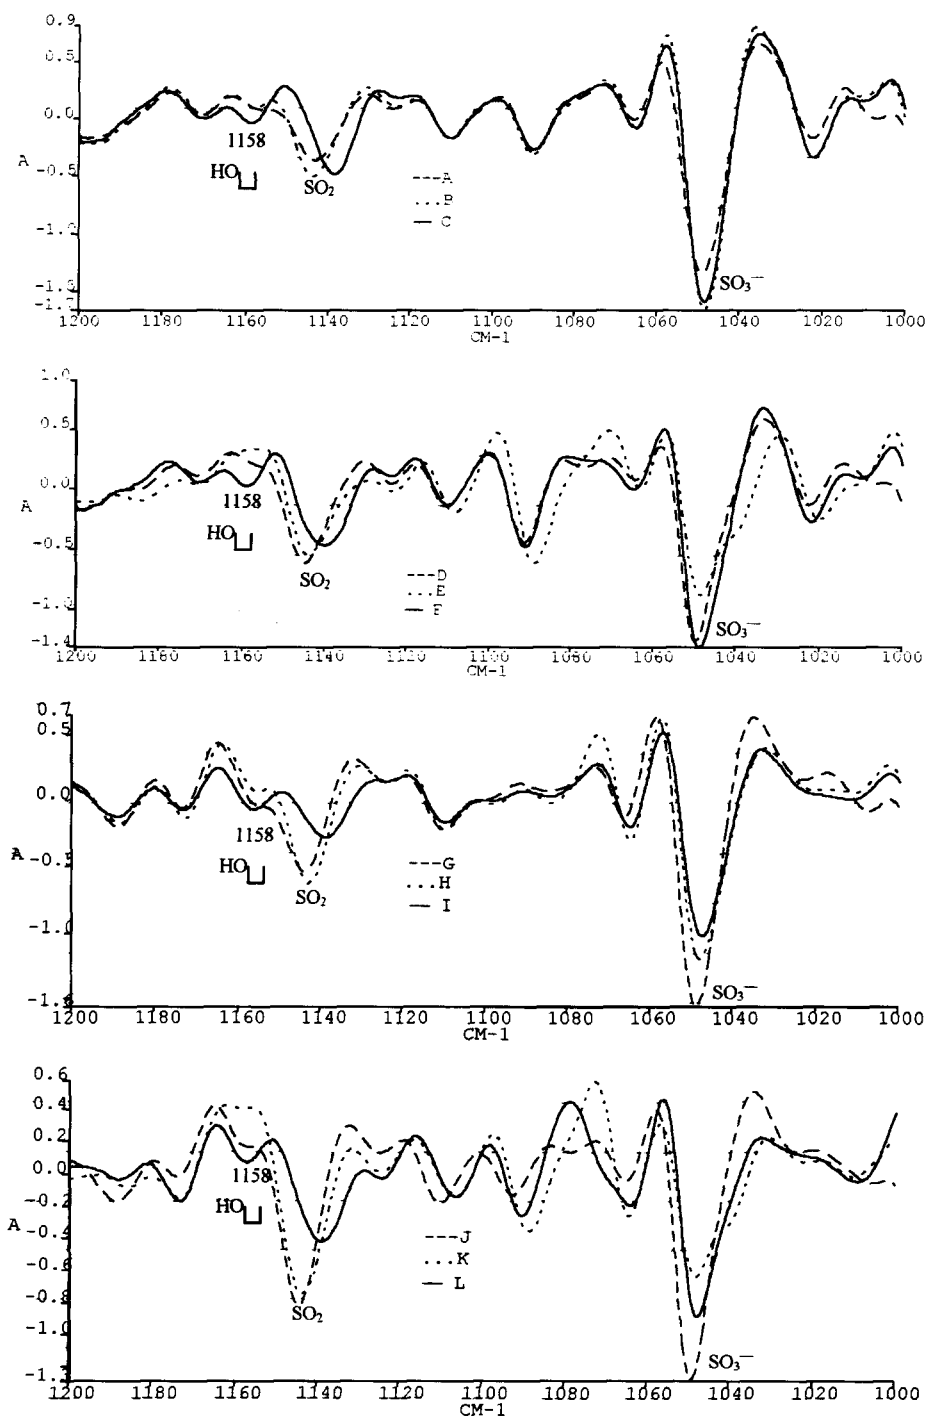 0.9
0.5
0.0
-0.5
-1.0
A
1158
HO
SO₂
---A
...B
— C
SO₃—
1200 1180 1160 1140 1120 1100 1080 1060 1040 1020 1000
CM-1
1.0
0.5
0.0
-0.5
-1.0
-1.4
A
1158
HO
SO₂
---D
...E
— F
SO₃—
1200 1180 1160 1140 1120 1100 1080 1060 1040 1020 1000
CM-1
0.7
0.5
0.0
-0.5
-1.0
A
1158
HO
SO₂
---G
...H
— I
SO₃—
1200 1180 1160 1140 1120 1100 1080 1060 1040 1020 1000
CM-1
0.6
0.4
0.2
0.0
-0.2
-0.4
-0.6
-0.8
-1.0
-1.3
A
1158
HO
SO₂
---J
...K
— L
SO₃—
1200 1180 1160 1140 1120 1100 1080 1060 1040 1020 1000
CM-1